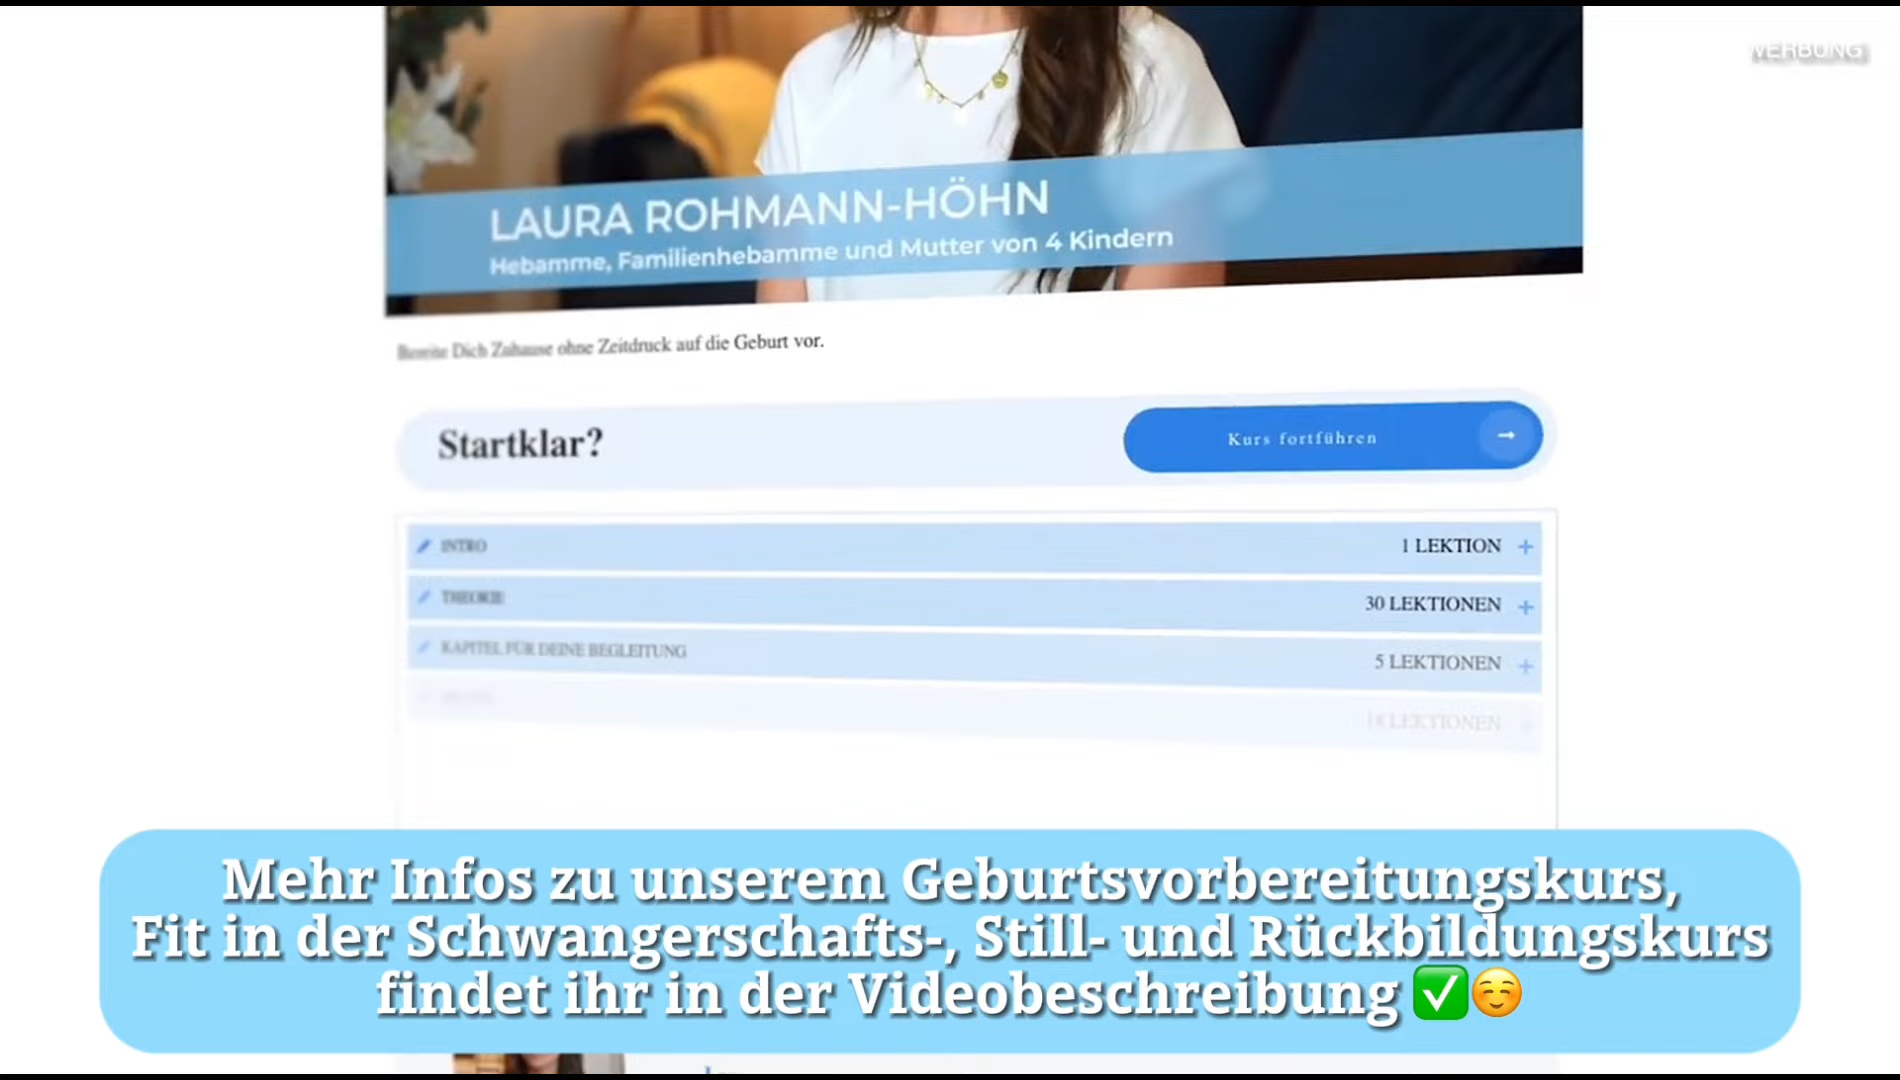 WERBUNG
LAURA ROHMANN-HÖHN
Hebamme, Familienhebamme und Mutter von 4 Kindern
Bereite Dich Zuhause ohne Zeitdruck auf die Geburt vor.
Startklar?
Kurs fortführen
INTRO
1 LEKTION
THEORIE
30 LEKTIONEN
KAPITEL FÜR DEINE BEGLEITUNG
5 LEKTIONEN
18 LEKTIONEN
Mehr Infos zu unserem Geburtsvorbereitungskurs,
Fit in der Schwangerschafts-, Still- und Rückbildungskurs
findet ihr in der Videobeschreibung ✅☺️